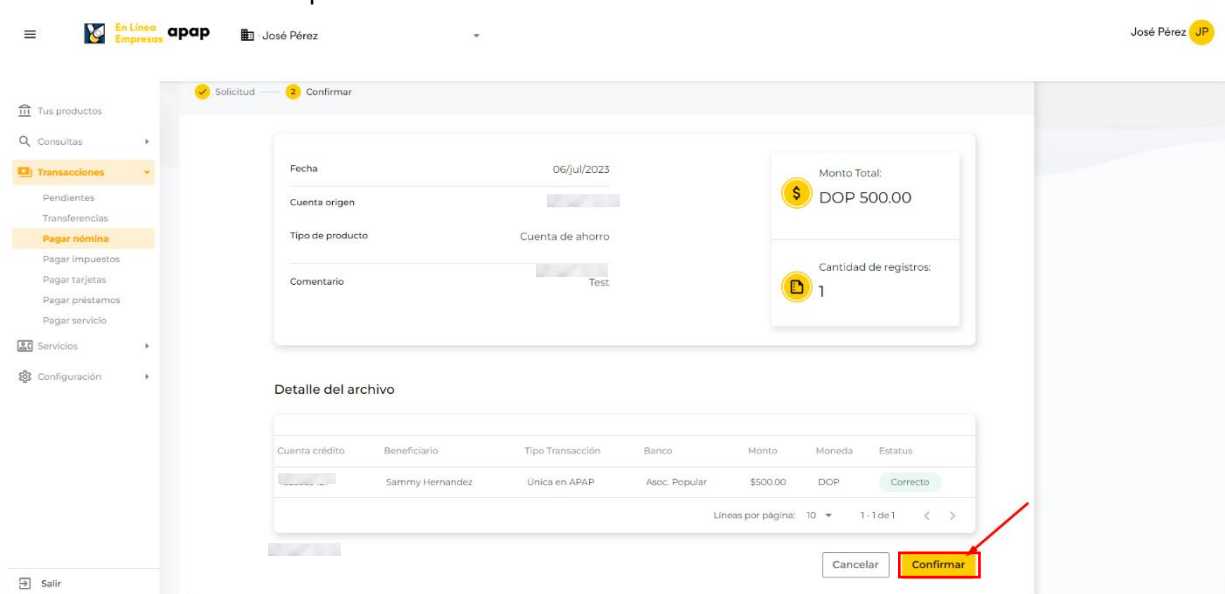 En Línea
Empresas
apap
José Pérez
José Pérez
JP
Solicitud
2
Confirmar
Tus productos
Consultas
Transacciones
Pendientes
Transferencias
Pagar nómina
Pagar impuestos
Pagar tarjetas
Pagar préstamos
Pagar servicio
Servicios
Configuración
Salir
Fecha 06/jul/2023
Cuenta origen
Tipo de producto Cuenta de ahorro
Comentario Test
Monto Total:
$ DOP 500.00
Cantidad de registros:
1
Detalle del archivo
Cuenta crédito Beneficiario Tipo Transacción Banco Monto Moneda Estatus
Sammy Hernandez Única en APAP Asoc. Popular $500.00 DOP Correcto
Líneas por página: 10 1 - 1 de 1
Cancelar Confirmar